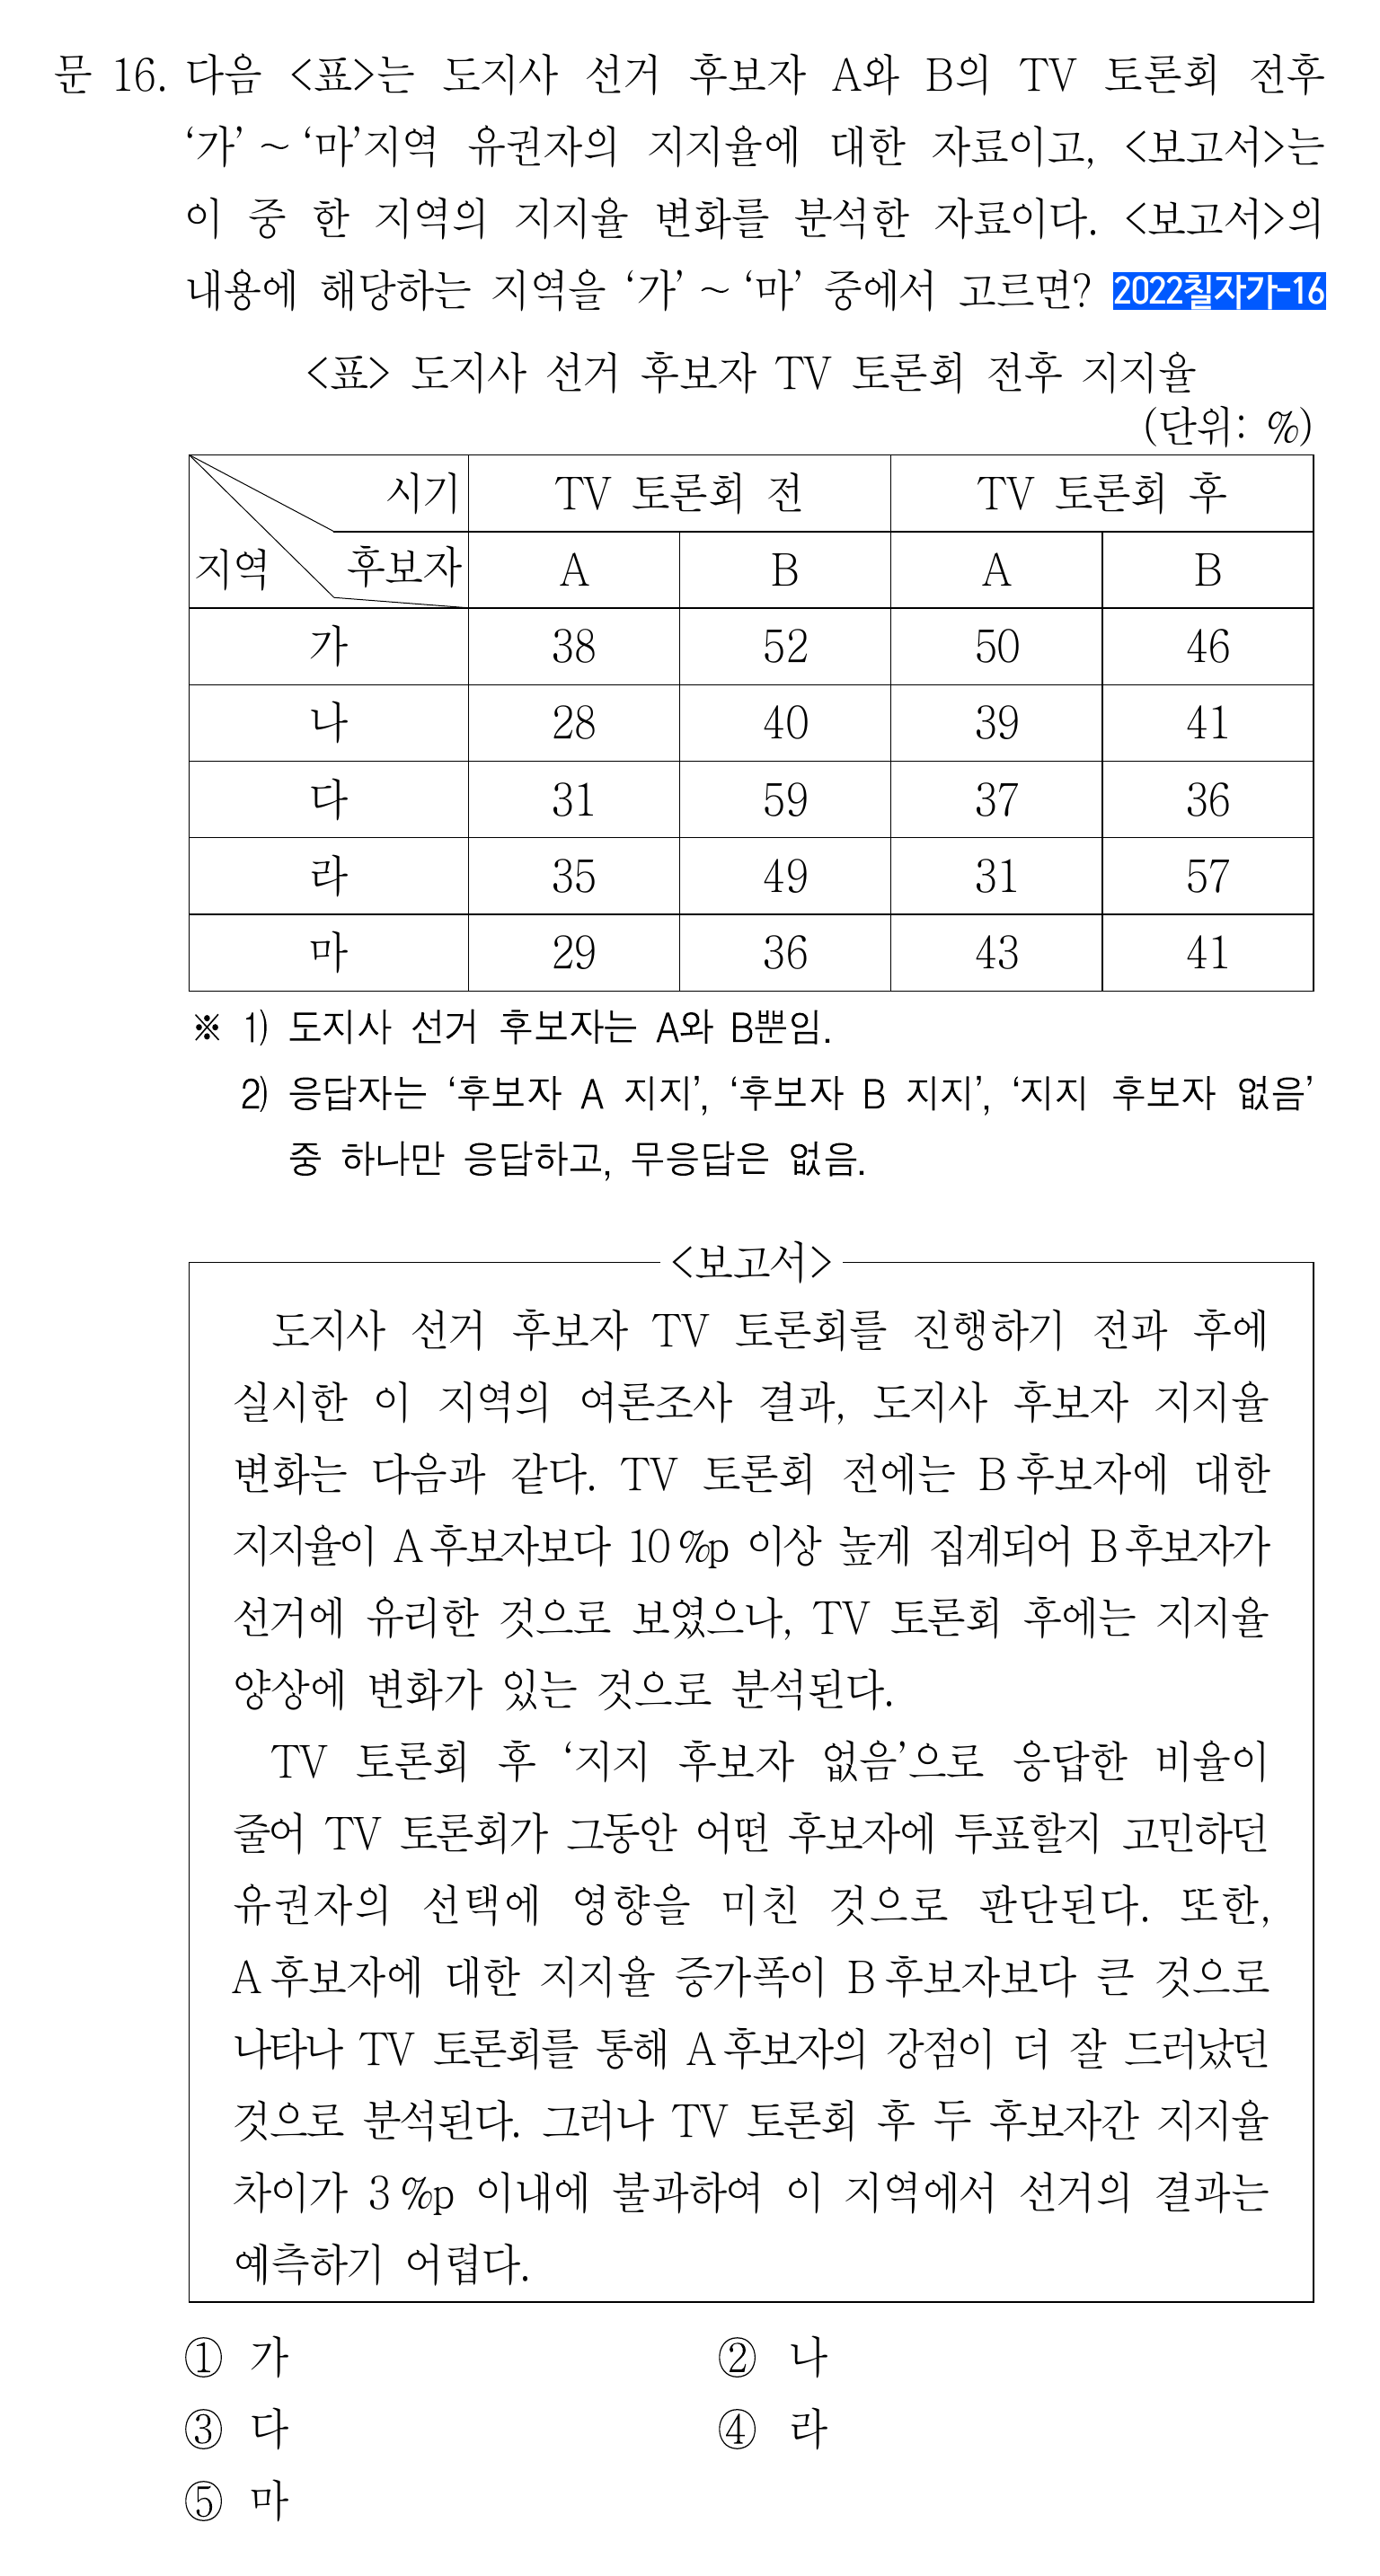 문 16. 다음 <표>는 도지사 선거 후보자 A와 B의 TV 토론회 전후
‘가’ ~ ‘마’지역 유권자의 지지율에 대한 자료이고, <보고서>는
이 중 한 지역의 지지율 변화를 분석한 자료이다. <보고서>의
내용에 해당하는 지역을 ‘가’ ~ ‘마’ 중에서 고르면? 2022칠자가-16
<표> 도지사 선거 후보자 TV 토론회 전후 지지율
(단위: %)
시기 TV 토론회 전 TV 토론회 후
지역 후보자 A B A B
가 38 52 50 46
나 28 40 39 41
다 31 59 37 36
라 35 49 31 57
마 29 36 43 41
※ 1) 도지사 선거 후보자는 A와 B뿐임.
2) 응답자는 ‘후보자 A 지지’, ‘후보자 B 지지’, ‘지지 후보자 없음’
중 하나만 응답하고, 무응답은 없음.
<보고서>
도지사 선거 후보자 TV 토론회를 진행하기 전과 후에
실시한 이 지역의 여론조사 결과, 도지사 후보자 지지율
변화는 다음과 같다. TV 토론회 전에는 B후보자에 대한
지지율이 A후보자보다 10%p 이상 높게 집계되어 B후보자가
선거에 유리한 것으로 보였으나, TV 토론회 후에는 지지율
양상에 변화가 있는 것으로 분석된다.
TV 토론회 후 ‘지지 후보자 없음’으로 응답한 비율이
줄어 TV 토론회가 그동안 어떤 후보자에 투표할지 고민하던
유권자의 선택에 영향을 미친 것으로 판단된다. 또한,
A후보자에 대한 지지율 증가폭이 B후보자보다 큰 것으로
나타나 TV 토론회를 통해 A후보자의 강점이 더 잘 드러났던
것으로 분석된다. 그러나 TV 토론회 후 두 후보자간 지지율
차이가 3%p 이내에 불과하여 이 지역에서 선거의 결과는
예측하기 어렵다.
① 가 ② 나
③ 다 ④ 라
⑤ 마